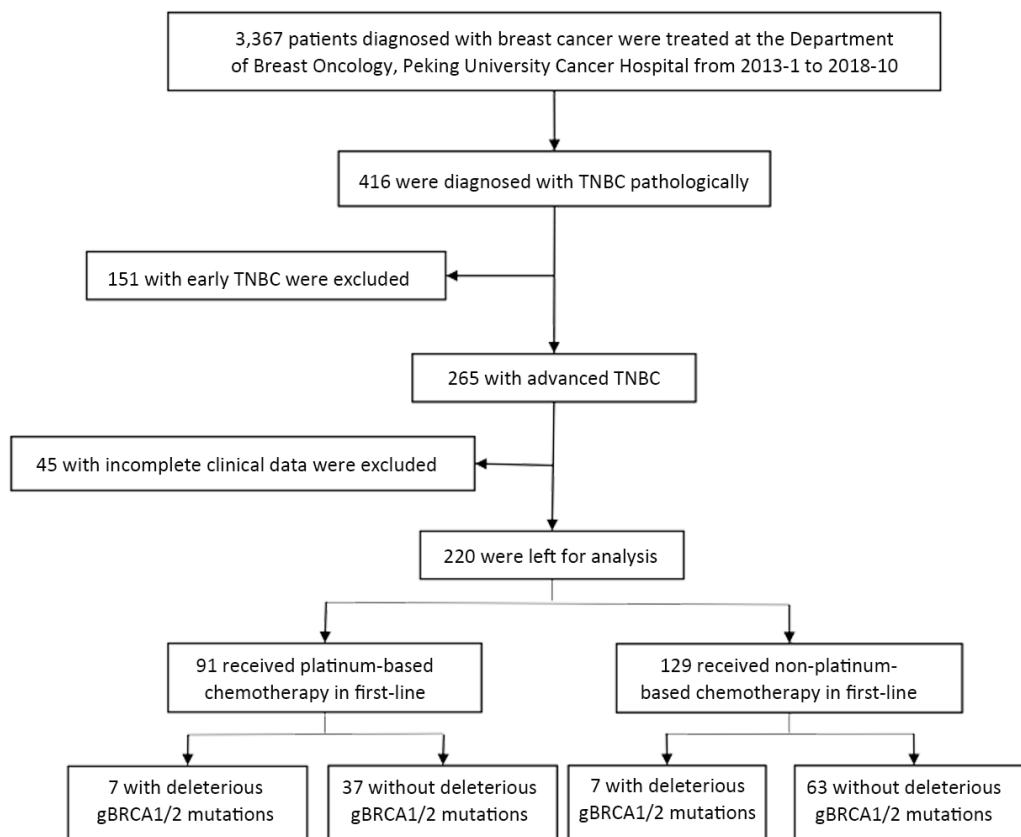 3,367 patients diagnosed with breast cancer were treated at the Department
of Breast Oncology, Peking University Cancer Hospital from 2013-1 to 2018-10
416 were diagnosed with TNBC pathologically
151 with early TNBC were excluded
265 with advanced TNBC
45 with incomplete clinical data were excluded
220 were left for analysis
91 received platinum-based
chemotherapy in first-line
129 received non-platinum-
based chemotherapy in first-line
7 with deleterious
gBRCA1/2 mutations
37 without deleterious
gBRCA1/2 mutations
7 with deleterious
gBRCA1/2 mutations
63 without deleterious
gBRCA1/2 mutations